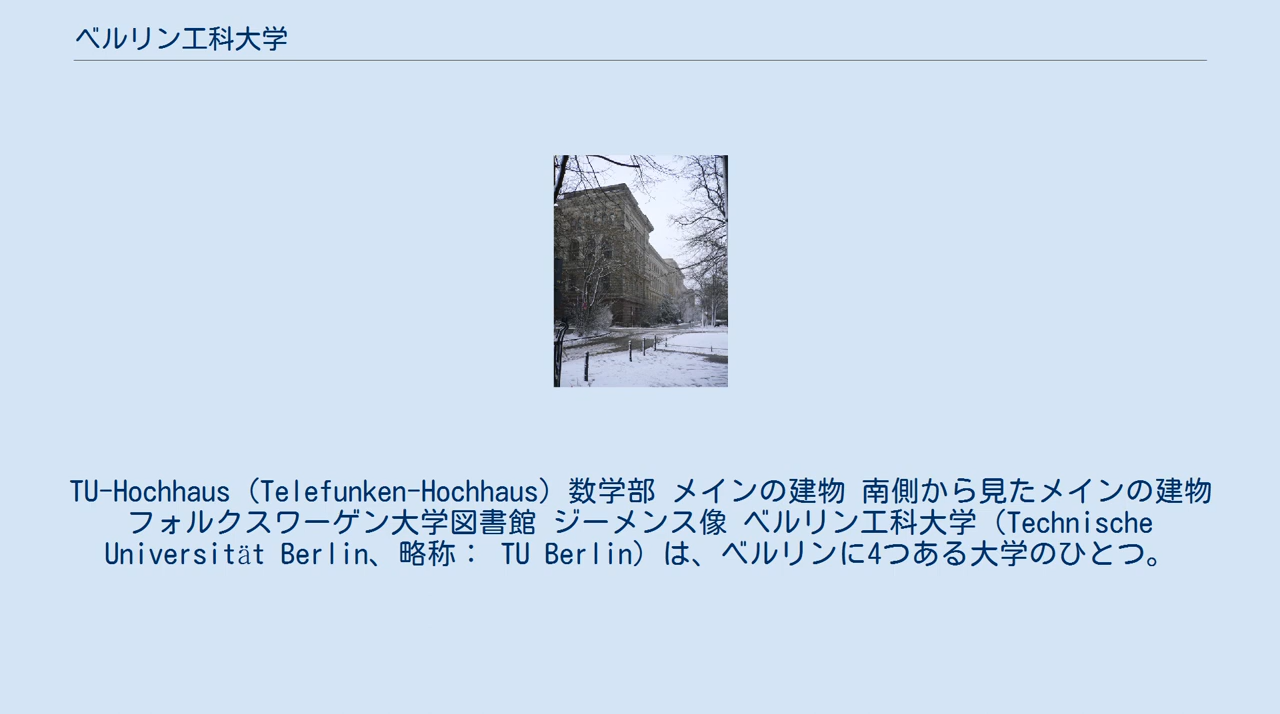 ベルリン工科大学
TU-Hochhaus（Telefunken-Hochhaus）数学部 メインの建物 南側から見たメインの建物
フォルクスワーゲン大学図書館 ジーメンス像 ベルリン工科大学（Technische
Universität Berlin、略称： TU Berlin）は、ベルリンに4つある大学のひとつ。